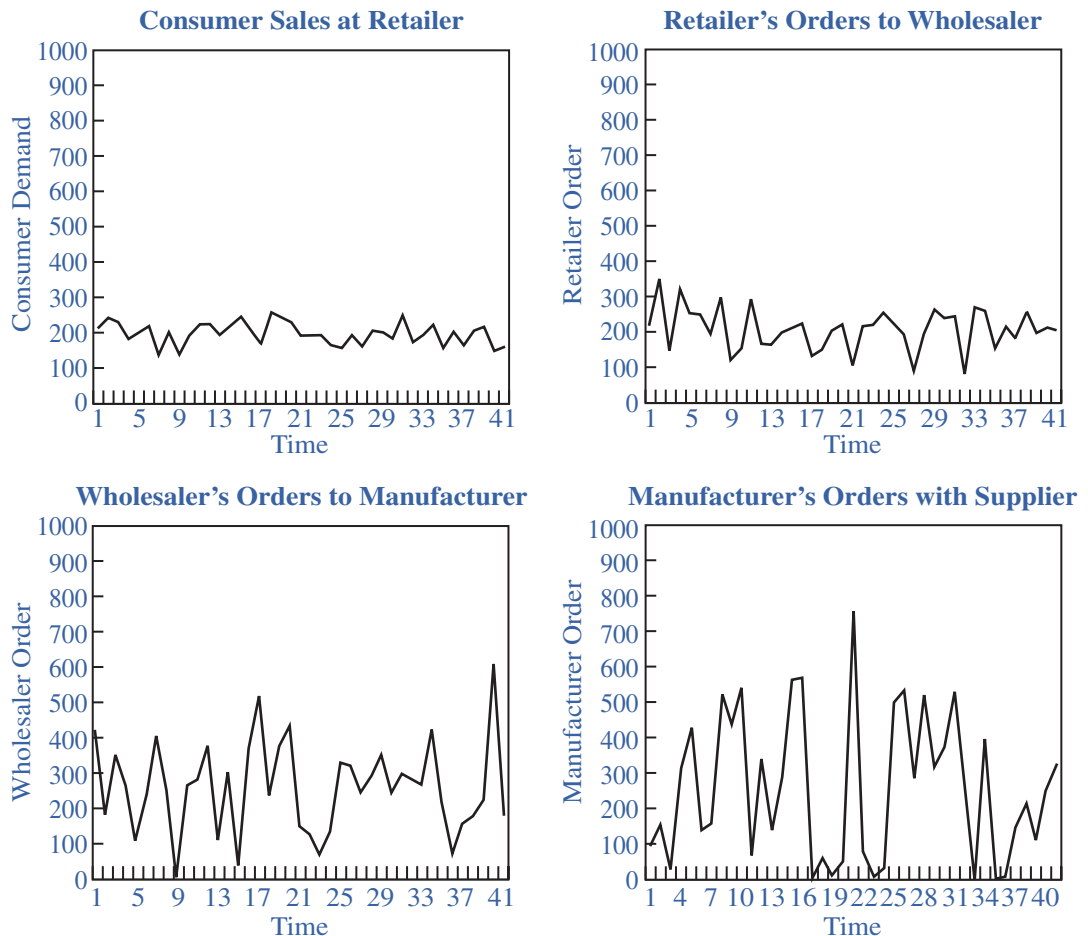 Consumer Sales at Retailer
Consumer Demand
1000
900
800
700
600
500
400
300
200
100
0
1 5 9 13 17 21 25 29 33 37 41
Time
Retailer’s Orders to Wholesaler
Retailer Order
1000
900
800
700
600
500
400
300
200
100
0
1 5 9 13 17 21 25 29 33 37 41
Time
Wholesaler’s Orders to Manufacturer
Wholesaler Order
1000
900
800
700
600
500
400
300
200
100
0
1 5 9 13 17 21 25 29 33 37 41
Time
Manufacturer’s Orders with Supplier
Manufacturer Order
1000
900
800
700
600
500
400
300
200
100
0
1 4 7 10 13 16 19 22 25 28 31 34 37 40
Time